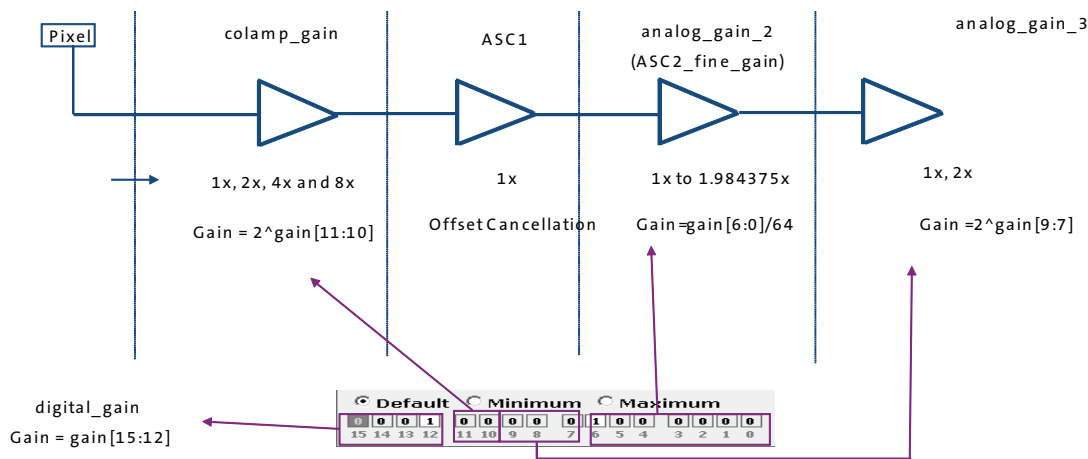 Pixel
colamp_gain
ASC1
analog_gain_2
(ASC2_fine_gain)
analog_gain_3
1x, 2x, 4x and 8x
Gain = 2^gain[11:10]
1x
Offset Cancellation
1x to 1.984375x
Gain=gain[6:0]/64
1x, 2x
Gain =2^gain[9:7]
digital_gain
Gain = gain[15:12]
Default Minimum Maximum
0 0 0 1 0 0 0 0 0 1 0 0 0 0 0 0
15 14 13 12 11 10 9 8 7 6 5 4 3 2 1 0